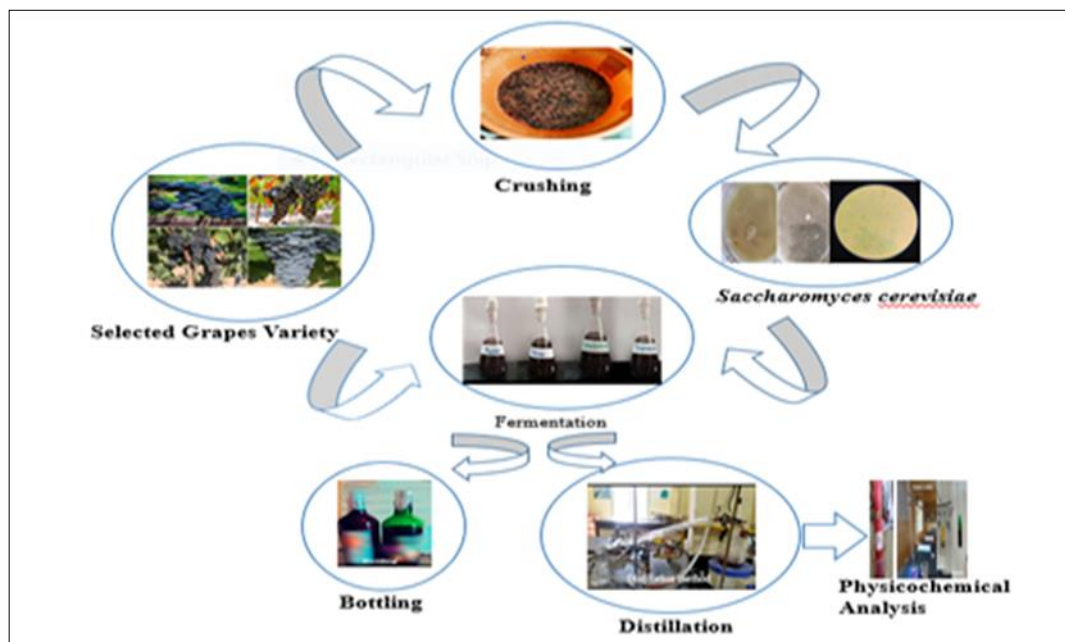 Crushing
Selected Grapes Variety
Saccharomyces cerevisiae
Fermentation
Bottling
Distillation
Physicochemical
Analysis